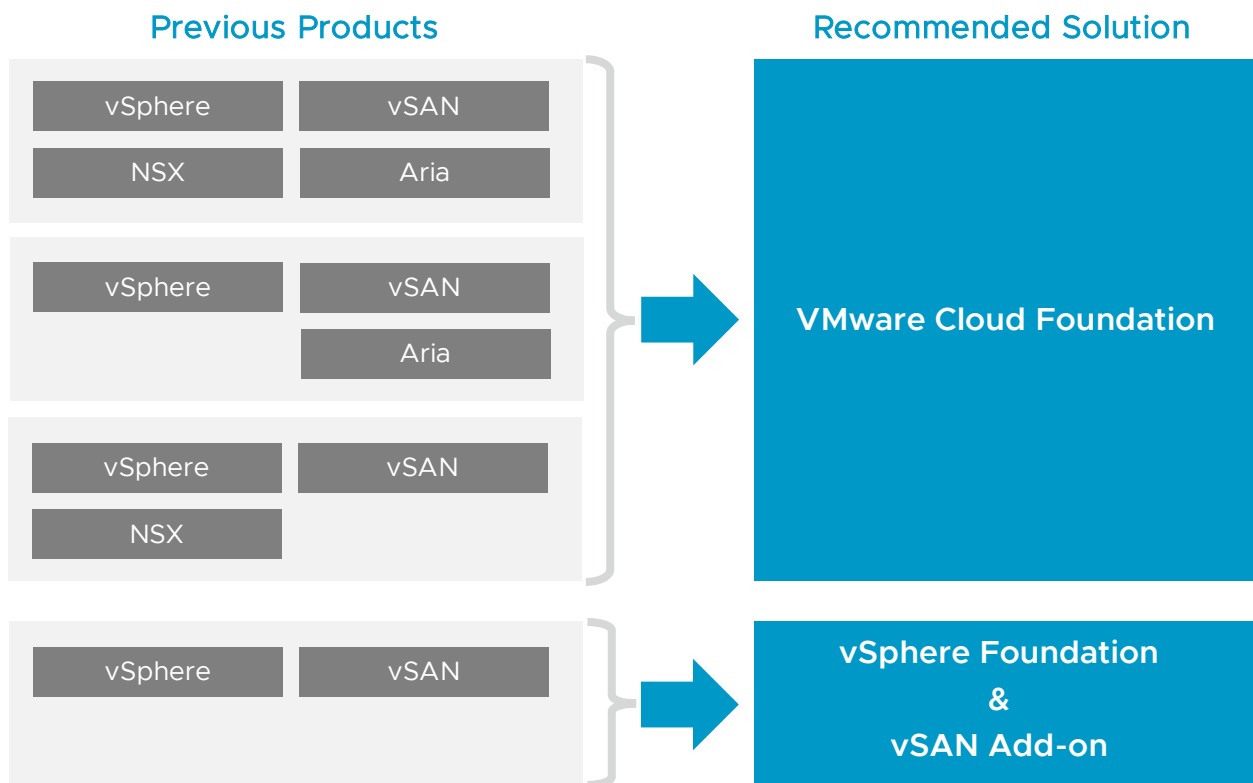 Previous Products
Recommended Solution
vSphere
vSAN
NSX
Aria
vSphere
vSAN
Aria
vSphere
vSAN
NSX
VMware Cloud Foundation
vSphere
vSAN
vSphere Foundation
&
vSAN Add-on